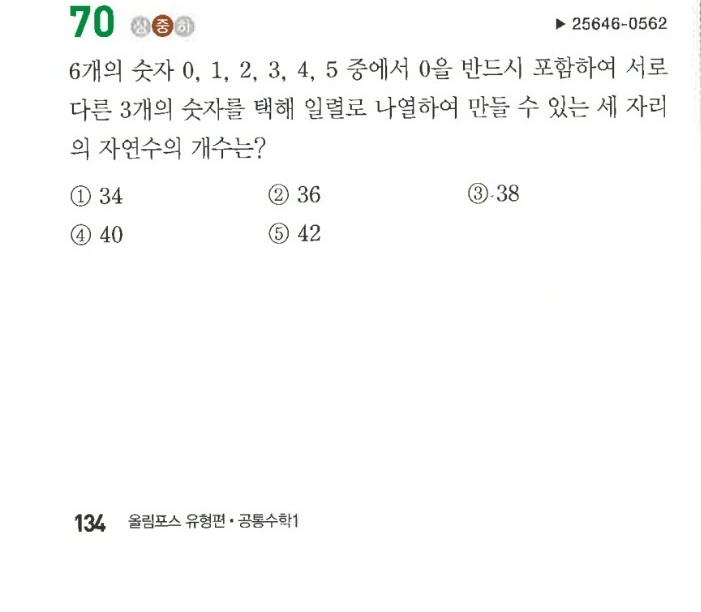 70 상 중 하 ▶ 25646-0562
6개의 숫자 0, 1, 2, 3, 4, 5 중에서 0을 반드시 포함하여 서로
다른 3개의 숫자를 택해 일렬로 나열하여 만들 수 있는 세 자리
의 자연수의 개수는?
① 34 ② 36 ③ 38
④ 40 ⑤ 42
134 올림포스 유형편 • 공통수학1